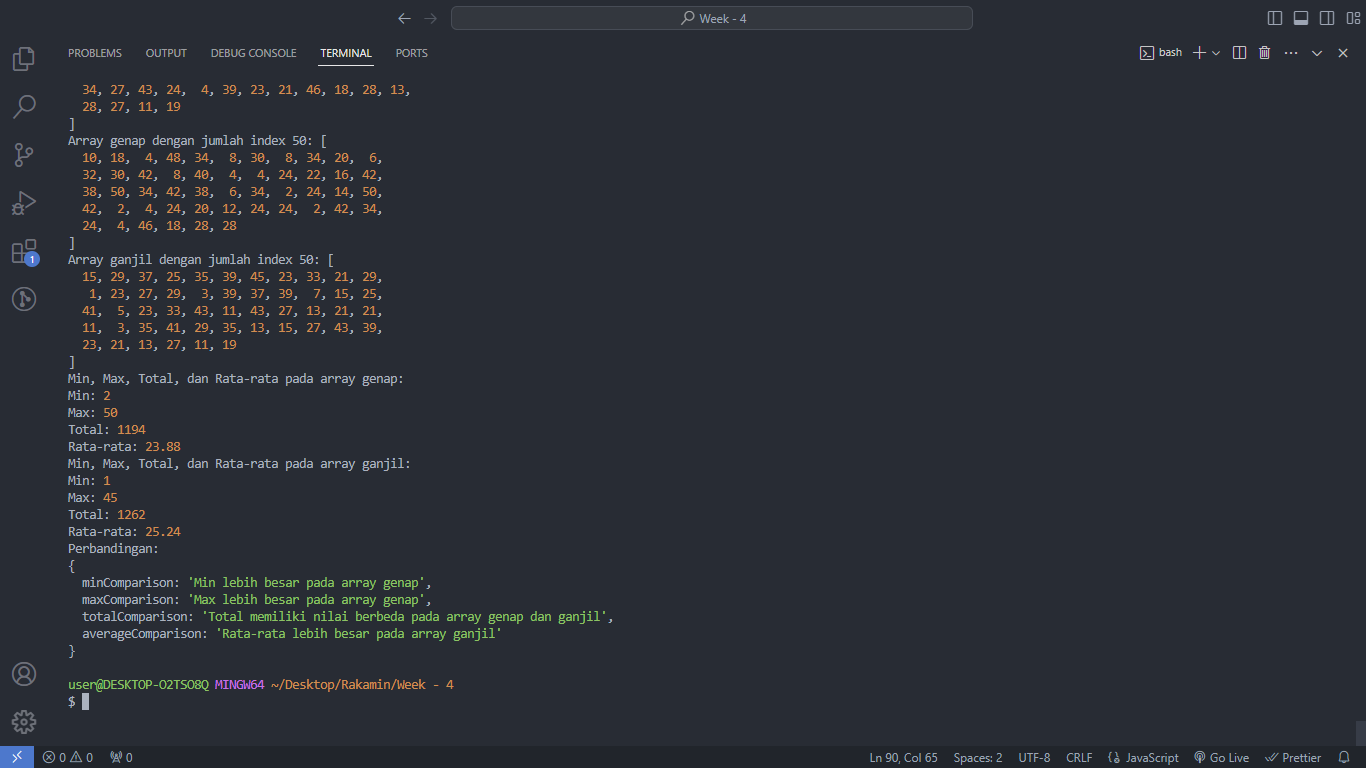 Week - 4
PROBLEMS OUTPUT DEBUG CONSOLE TERMINAL PORTS bash
  34, 27, 43, 24,  4, 39, 23, 21, 46, 18, 28, 13,
  28, 27, 11, 19
]
Array genap dengan jumlah index 50: [
  10, 18,  4, 48, 34,  8, 30,  8, 34, 20,  6,
  32, 30, 42,  8, 40,  4,  4, 24, 22, 16, 42,
  38, 50, 34, 42, 38,  6, 34,  2, 24, 14, 50,
  42,  2,  4, 24, 20, 12, 24, 24,  2, 42, 34,
  24,  4, 46, 18, 28, 28
]
Array ganjil dengan jumlah index 50: [
  15, 29, 37, 25, 35, 39, 45, 23, 33, 21, 29,
   1, 23, 27, 29,  3, 39, 37, 39,  7, 15, 25,
  41,  5, 23, 33, 43, 11, 43, 27, 13, 21, 21,
  11,  3, 35, 41, 29, 35, 13, 15, 27, 43, 39,
  23, 21, 13, 27, 11, 19
]
Min, Max, Total, dan Rata-rata pada array genap:
Min: 2
Max: 50
Total: 1194
Rata-rata: 23.88
Min, Max, Total, dan Rata-rata pada array ganjil:
Min: 1
Max: 45
Total: 1262
Rata-rata: 25.24
Perbandingan:
{
  minComparison: 'Min lebih besar pada array genap',
  maxComparison: 'Max lebih besar pada array genap',
  totalComparison: 'Total memiliki nilai berbeda pada array genap dan ganjil',
  averageComparison: 'Rata-rata lebih besar pada array ganjil'
}
1
user@DESKTOP-O2TSO8Q MINGW64 ~/Desktop/Rakamin/Week - 4
$
0 0 0 Ln 90, Col 65 Spaces: 2 UTF-8 CRLF {} JavaScript Go Live Prettier